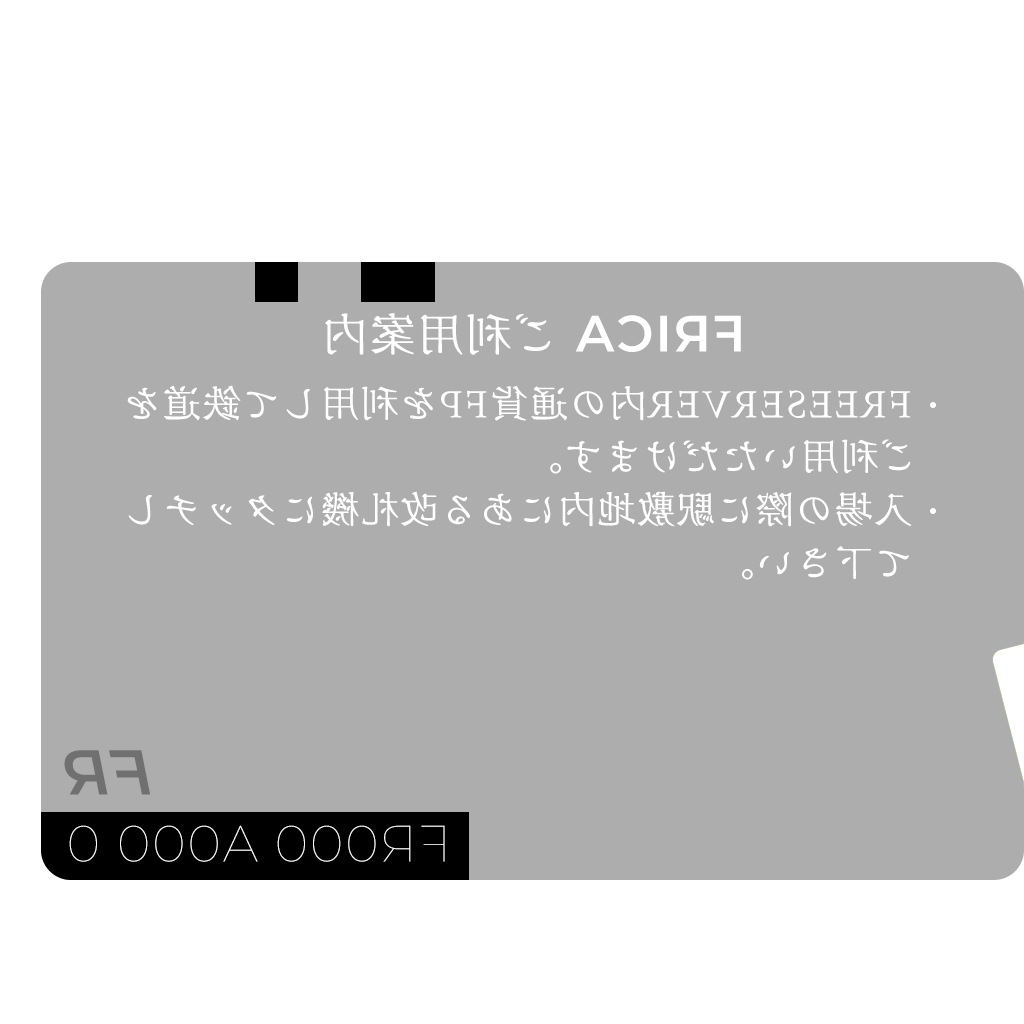 FRICA ご利用案内
・FREESERVER内の通貨FPを利用して鉄道を
ご利用いただけます。
・入場の際に駅敷地内にある改札機にタッチし
て下さい。
FR
FR000 A000 0